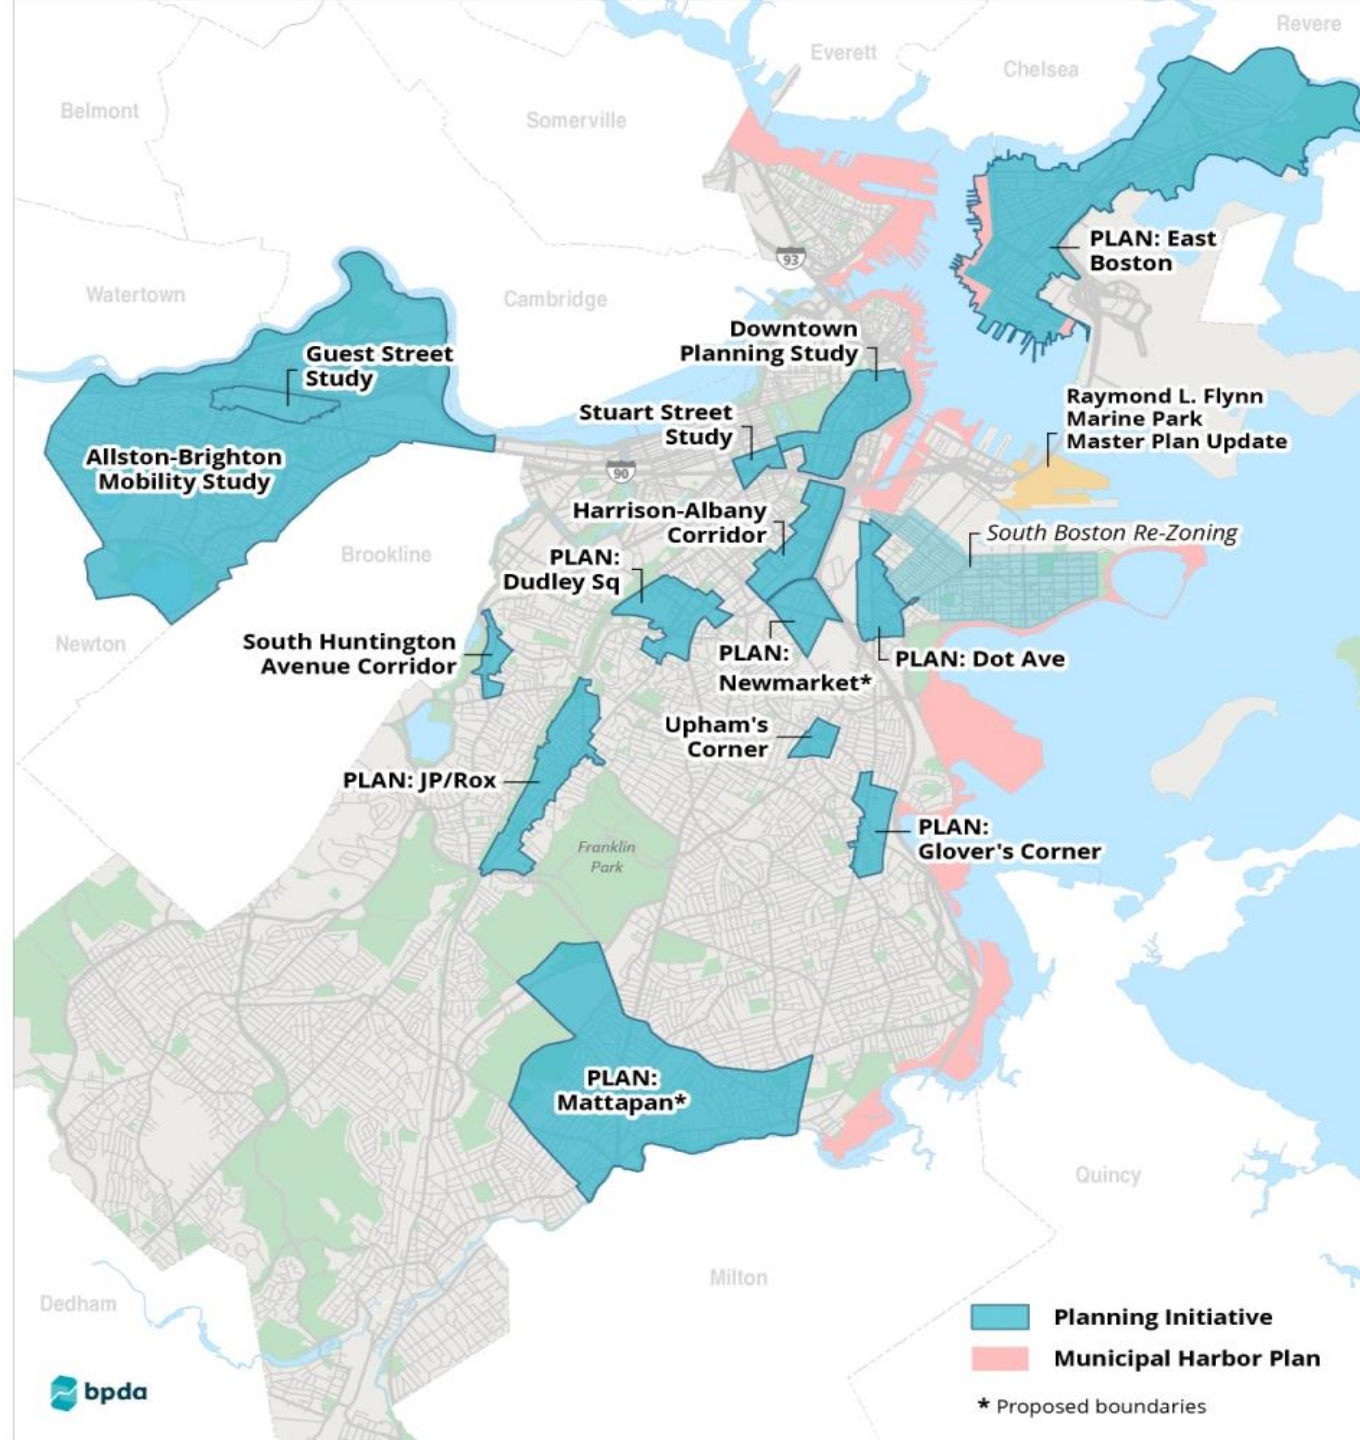 Revere
Everett
Chelsea
Belmont
Somerville
PLAN: East
Boston
93
Watertown
Cambridge
Downtown
Planning Study
Guest Street
Study
Raymond L. Flynn
Marine Park
Master Plan Update
Stuart Street
Study
Allston-Brighton
Mobility Study
90
Harrison-Albany
Corridor
South Boston Re-Zoning
Brookline
PLAN:
Dudley Sq
Newton
South Huntington
Avenue Corridor
PLAN:
Newmarket*
PLAN: Dot Ave
Upham's
Corner
PLAN: JP/Rox
PLAN:
Glover's Corner
Franklin
Park
PLAN:
Mattapan*
Quincy
Milton
Dedham
Planning Initiative
Municipal Harbor Plan
* Proposed boundaries
bpda